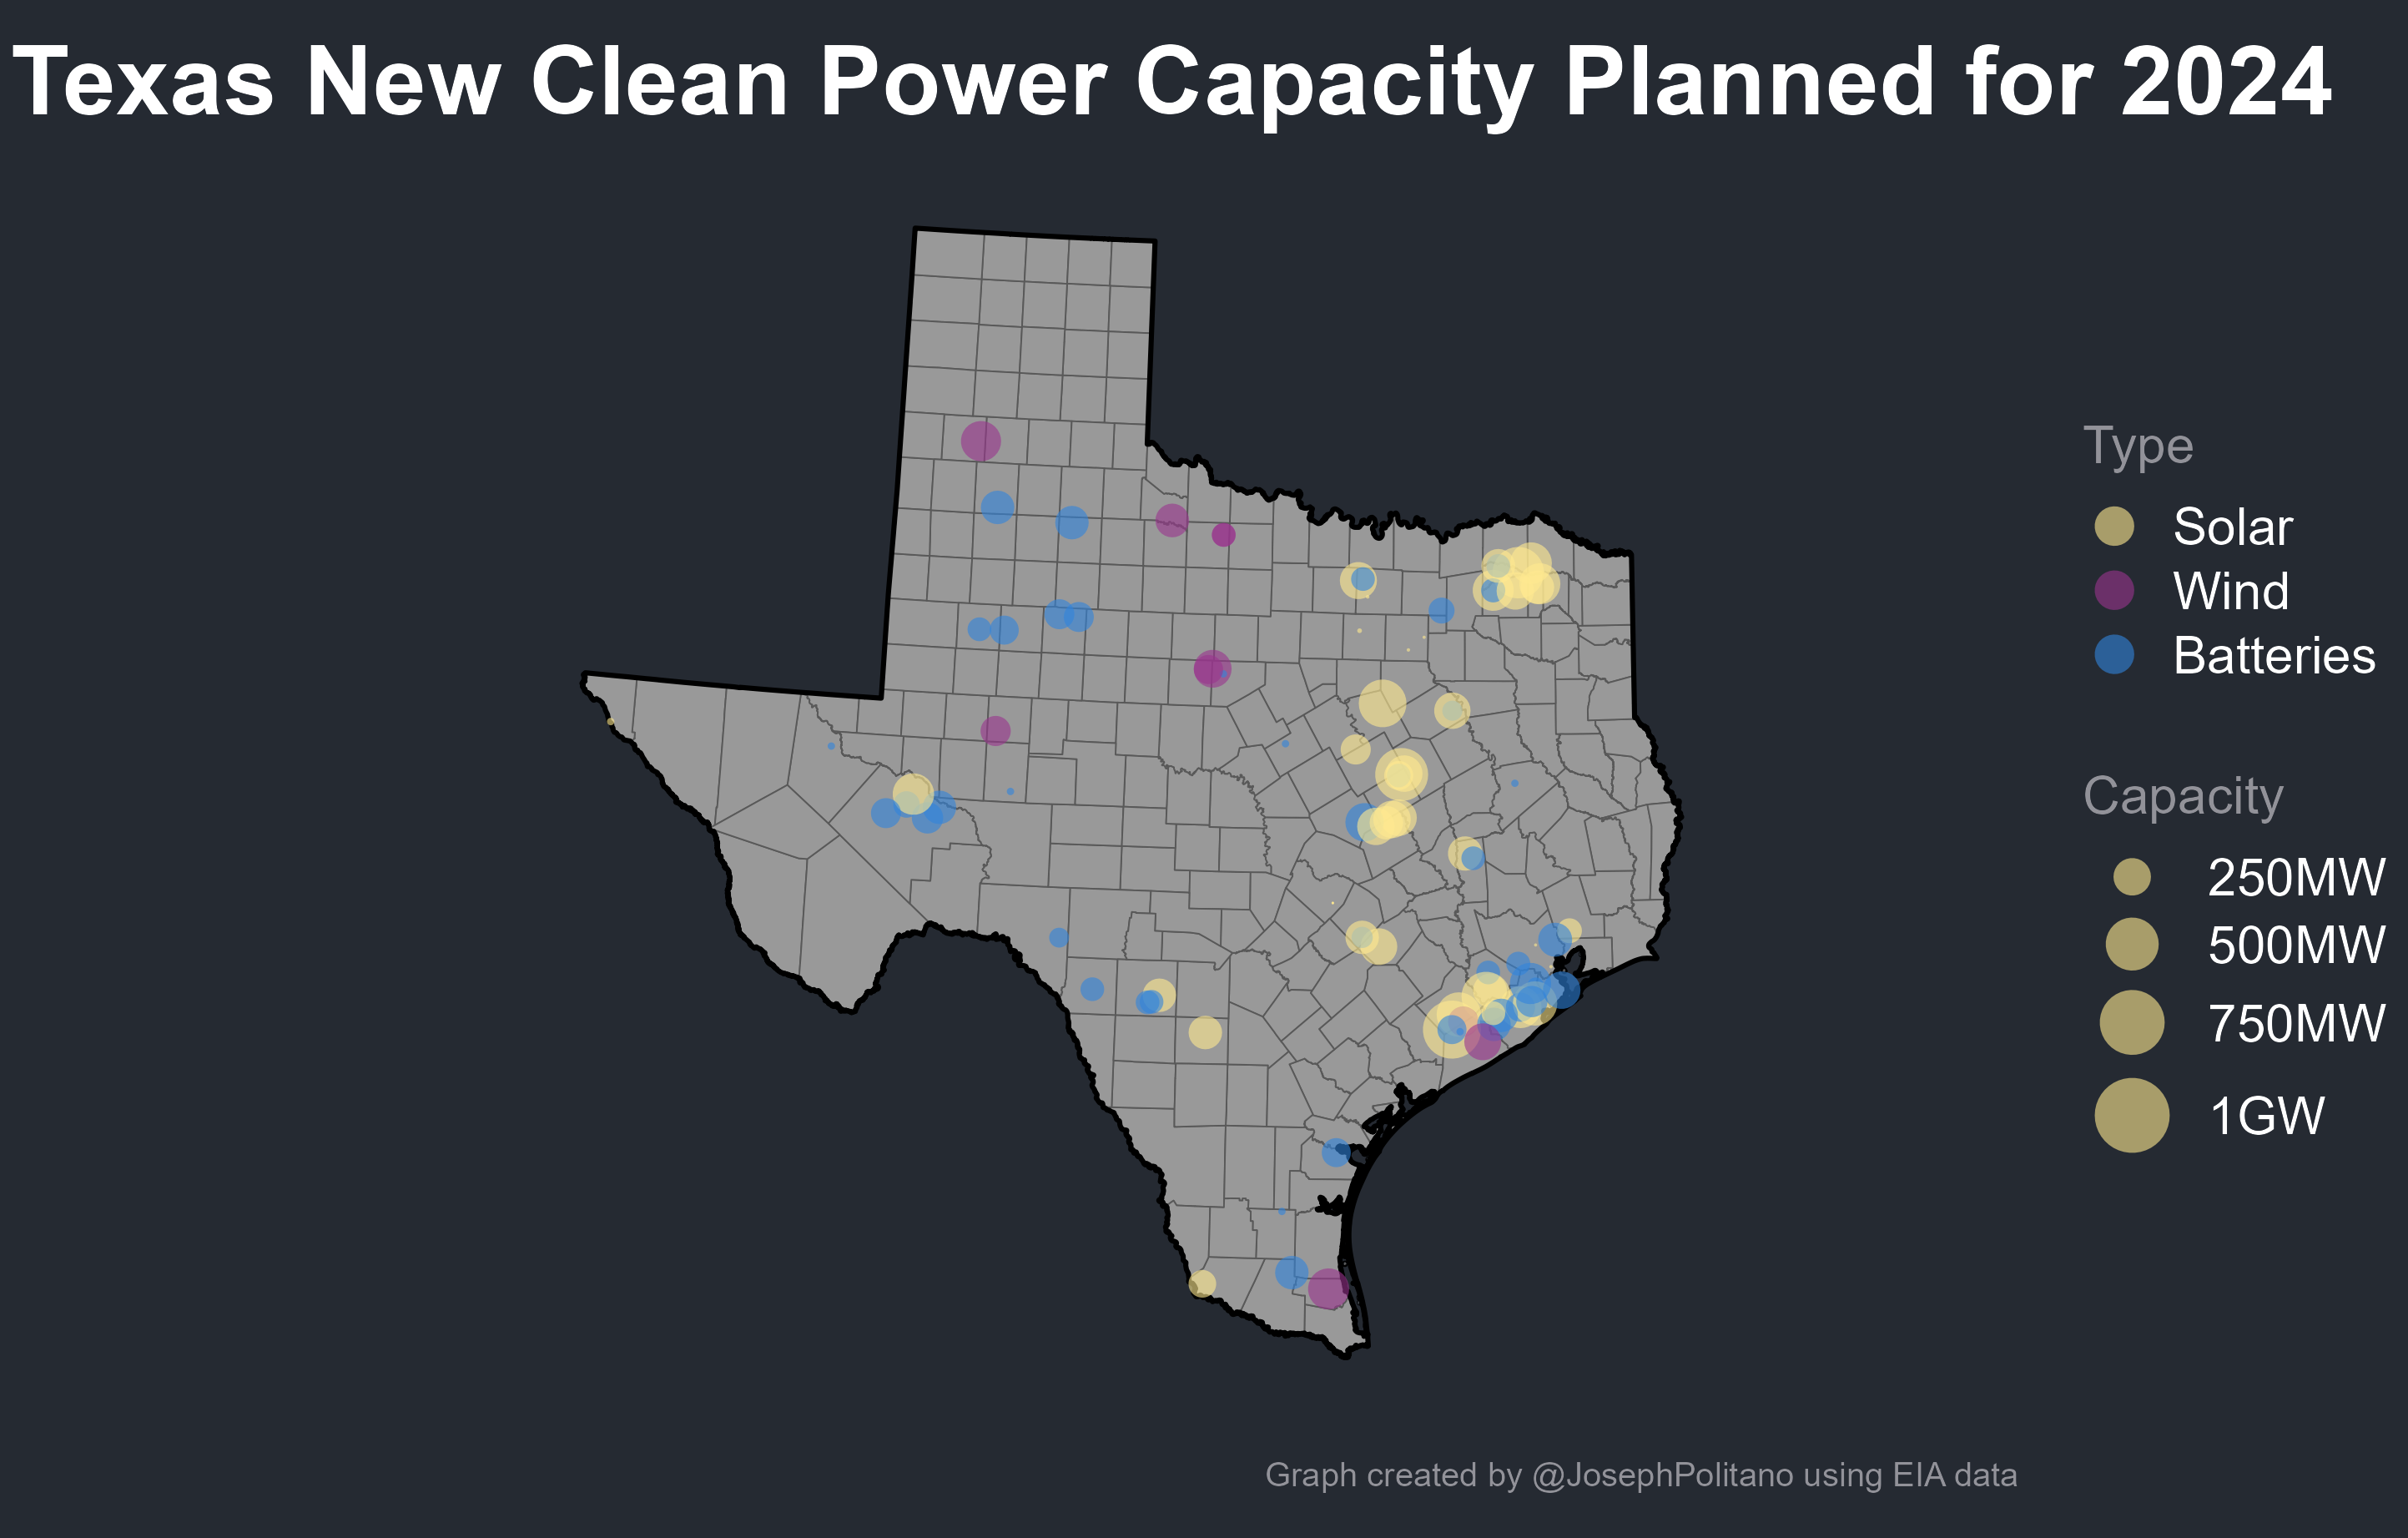 Texas New Clean Power Capacity Planned for 2024
Type
Solar
Wind
Batteries
Capacity
250MW
500MW
750MW
1GW
Graph created by @JosephPolitano using EIA data